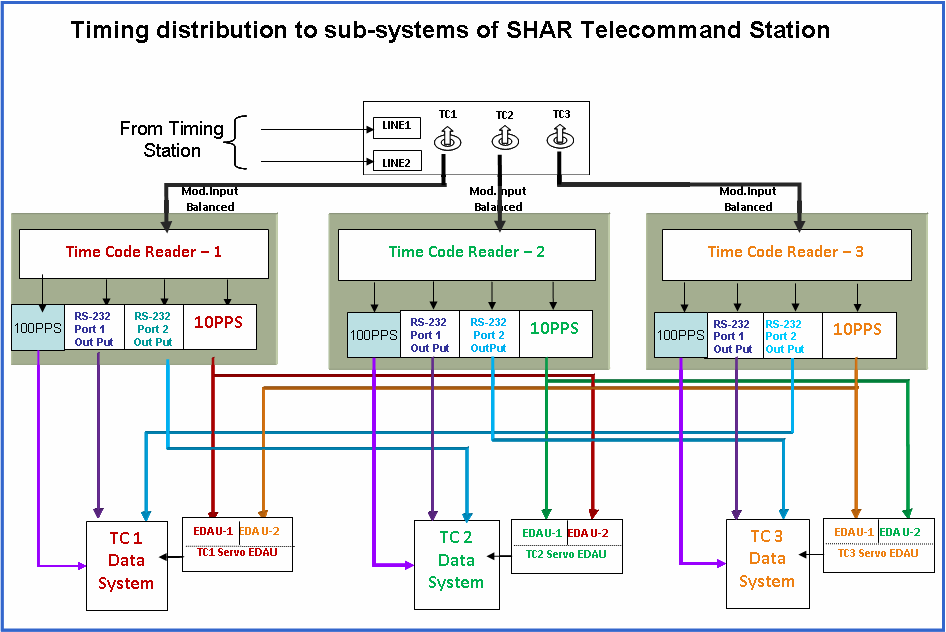 Timing distribution to sub-systems of SHAR Telecommand Station
From Timing
Station
LINE1
LINE2
TC1
TC2
TC3
Mod.Input
Balanced
Mod.Input
Balanced
Mod.Input
Balanced
Time Code Reader – 1
100PPS
RS-232
Port 1
Out Put
RS-232
Port 2
Out Put
10PPS
Time Code Reader - 2
100PPS
RS-232
Port 1
Out Put
RS-232
Port 2
OutPut
10PPS
Time Code Reader -3
100PPS
RS-232
Port 1
Out Put
RS-232
Port 2
Out Put
10PPS
TC 1
Data
System
EDAU-1 EDAU-2
TC1 Servo EDAU
TC 2
Data
System
EDAU-1 EDAU-2
TC2 Servo EDAU
TC 3
Data
System
EDAU-1 EDAU-2
TC3 Servo EDAU